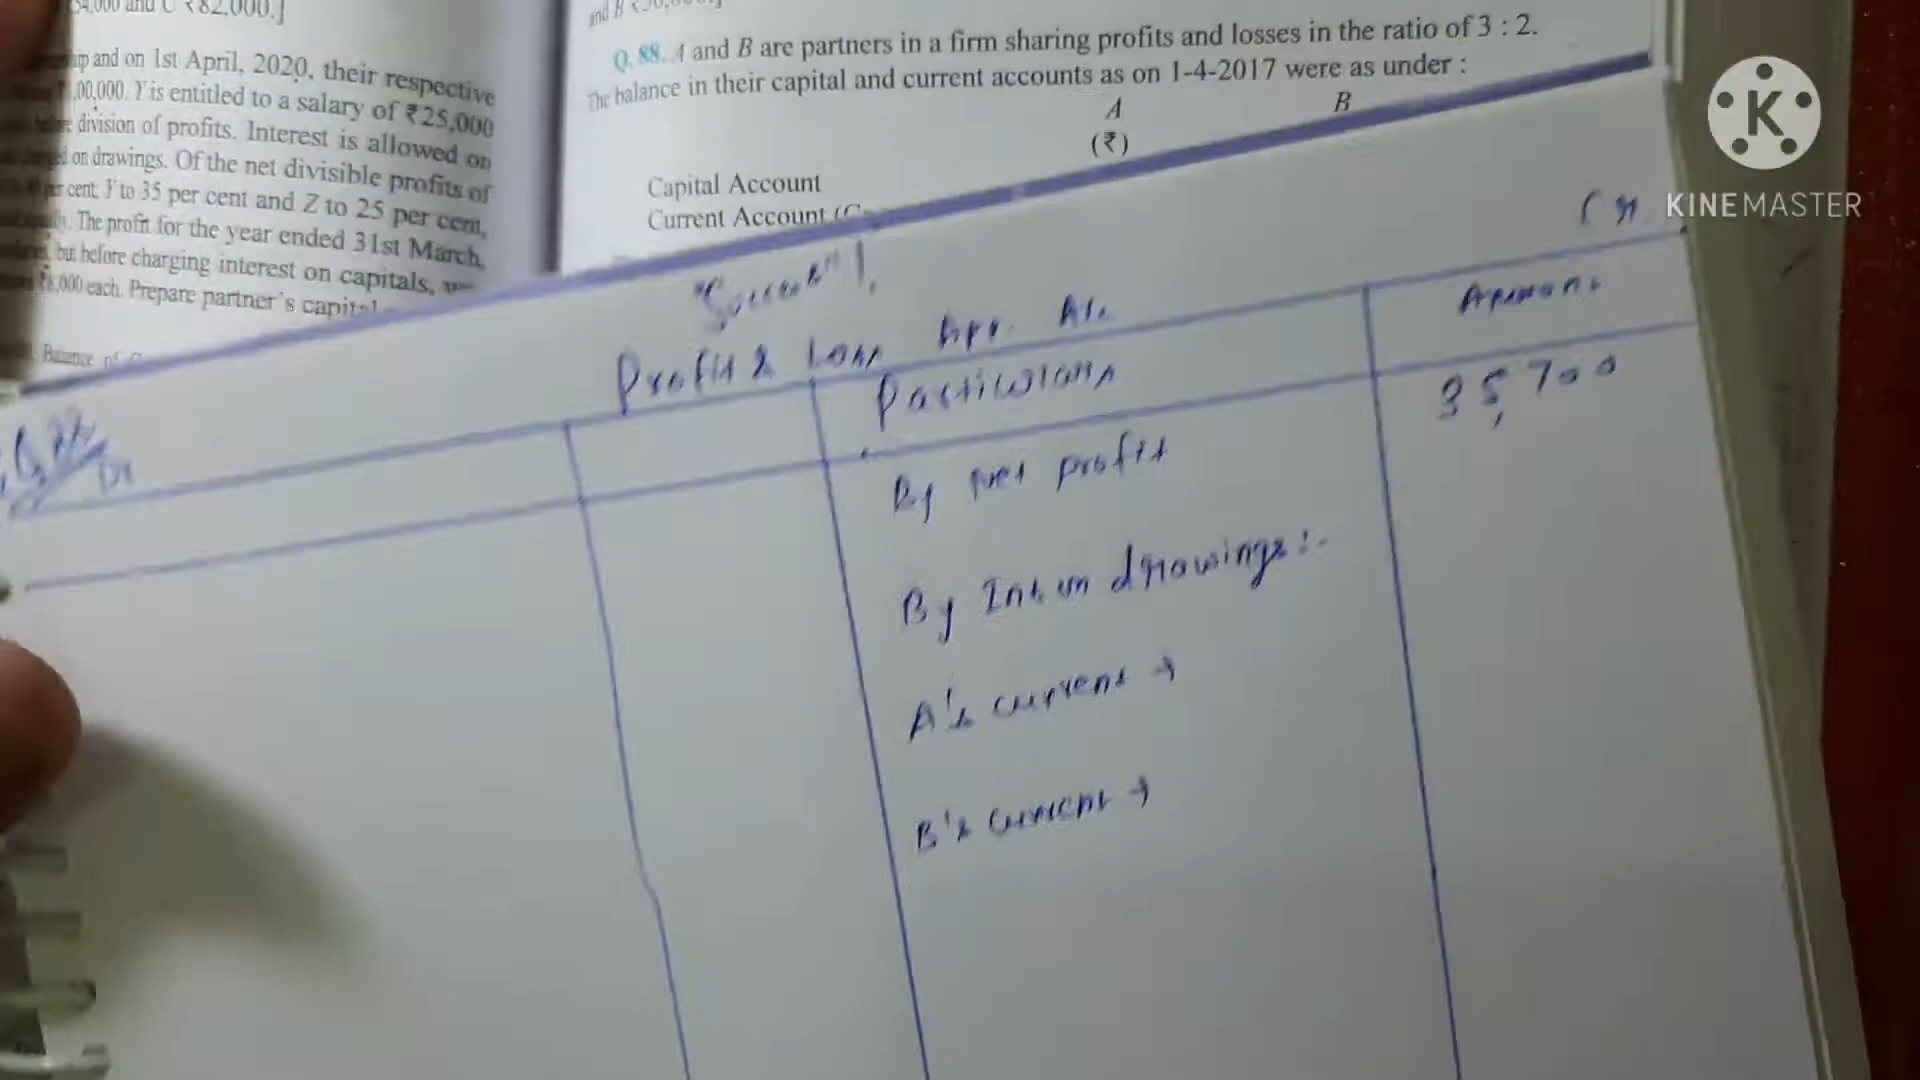 and C ₹82,000.]
and on 1st April, 2020, their respective
,00,000. Y is entitled to a salary of ₹25,000
division of profits. Interest is allowed on
on drawings. Of the net divisible profits of
per cent, Y to 35 per cent and Z to 25 per cent,
The profit for the year ended 31st March,
but before charging interest on capitals,
₹8,000 each. Prepare partner's
Balance of
and B
Q. 88. A and B are partners in a firm sharing profits and losses in the ratio of 3 : 2.
The balance in their capital and current accounts as on 1-4-2017 were as under :
A B
(₹)
Capital Account
Current Account
K
KINEMASTER
Profit & Loss App. A/c
Dr
Particulars Amount
By Net profit 35,700
By Int. on drawings :-
A's current →
B's current →